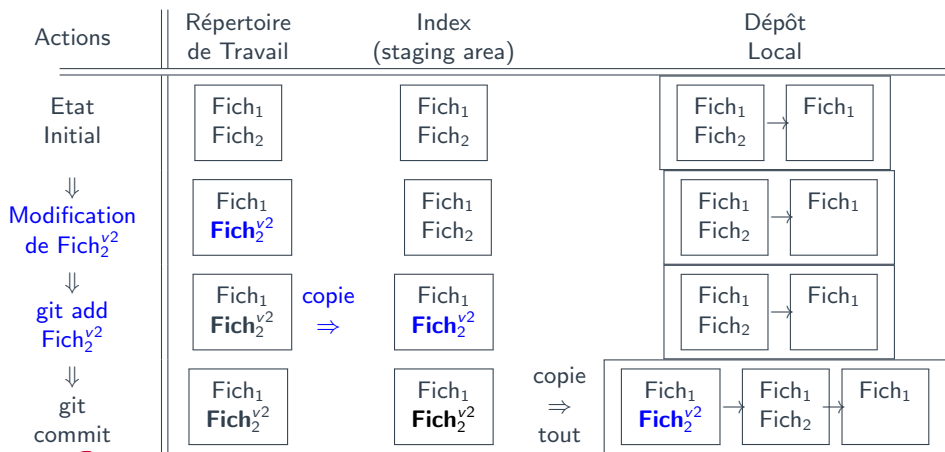 Actions
Répertoire
de Travail
Index
(staging area)
Dépôt
Local
Etat
Initial
Fich₁
Fich₂
Fich₁
Fich₂
Fich₁
Fich₂
→
Fich₁
⇓
Modification
de Fich₂ᵛ²
Fich₁
Fich₂ᵛ²
Fich₁
Fich₂
Fich₁
Fich₂
→
Fich₁
⇓
git add
Fich₂ᵛ²
Fich₁
Fich₂ᵛ²
copie
⇒
Fich₁
Fich₂ᵛ²
Fich₁
Fich₂
→
Fich₁
⇓
git
commit
Fich₁
Fich₂ᵛ²
Fich₁
Fich₂ᵛ²
copie
⇒
tout
Fich₁
Fich₂ᵛ²
→
Fich₁
Fich₂
→
Fich₁